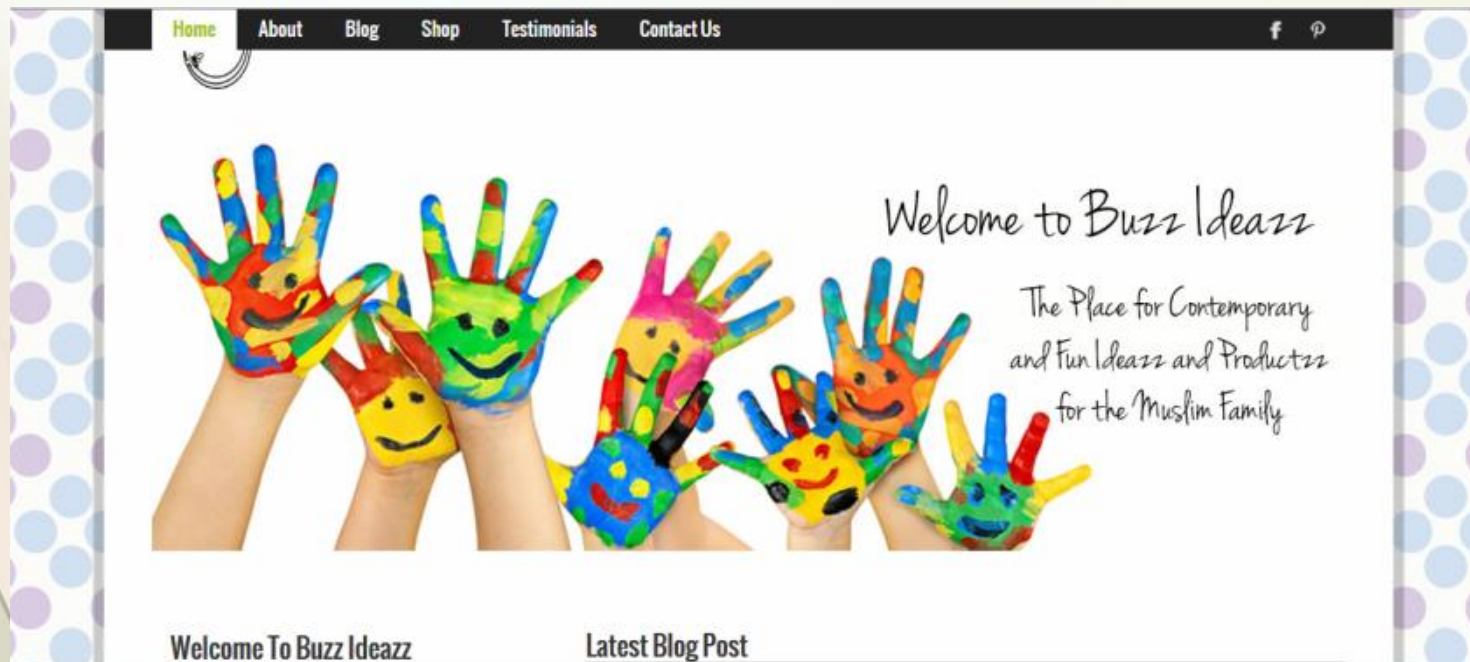 Home About Blog Shop Testimonials Contact Us
Welcome to Buzz Ideazz
The Place for Contemporary
and Fun Ideazz and Productzz
for the Muslim Family
Welcome To Buzz Ideazz
Latest Blog Post